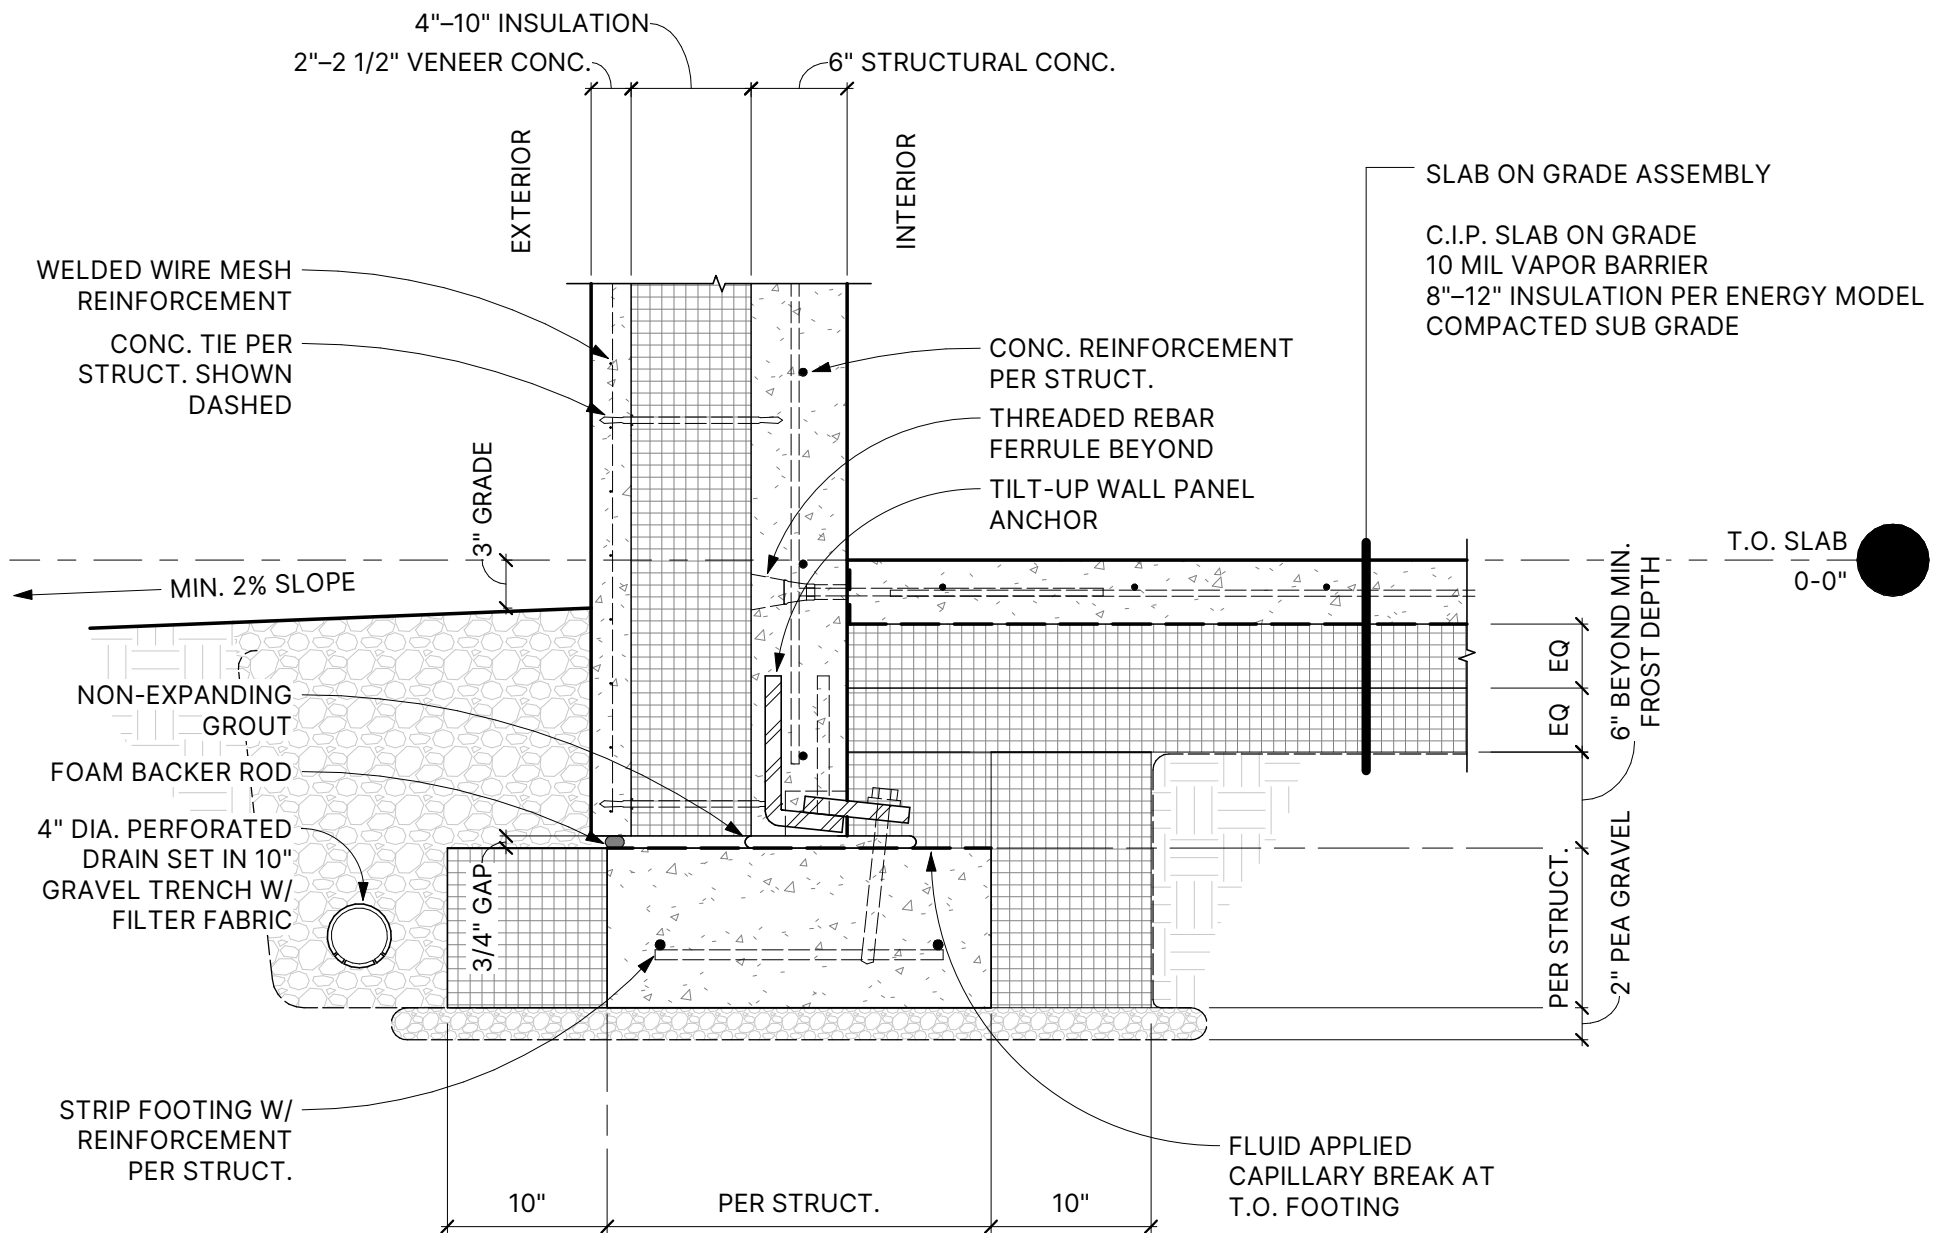 4"–10" INSULATION
2"–2 1/2" VENEER CONC.
6" STRUCTURAL CONC.
EXTERIOR
INTERIOR
SLAB ON GRADE ASSEMBLY
C.I.P. SLAB ON GRADE
10 MIL VAPOR BARRIER
8"–12" INSULATION PER ENERGY MODEL
COMPACTED SUB GRADE
WELDED WIRE MESH
REINFORCEMENT
CONC. TIE PER
STRUCT. SHOWN
DASHED
CONC. REINFORCEMENT
PER STRUCT.
THREADED REBAR
FERRULE BEYOND
TILT-UP WALL PANEL
ANCHOR
3" GRADE
MIN. 2% SLOPE
T.O. SLAB
0-0"
6" BEYOND MIN.
FROST DEPTH
EQ
EQ
NON-EXPANDING
GROUT
FOAM BACKER ROD
4" DIA. PERFORATED
DRAIN SET IN 10"
GRAVEL TRENCH W/
FILTER FABRIC
3/4" GAP
PER STRUCT.
2" PEA GRAVEL
STRIP FOOTING W/
REINFORCEMENT
PER STRUCT.
FLUID APPLIED
CAPILLARY BREAK AT
T.O. FOOTING
10"
PER STRUCT.
10"